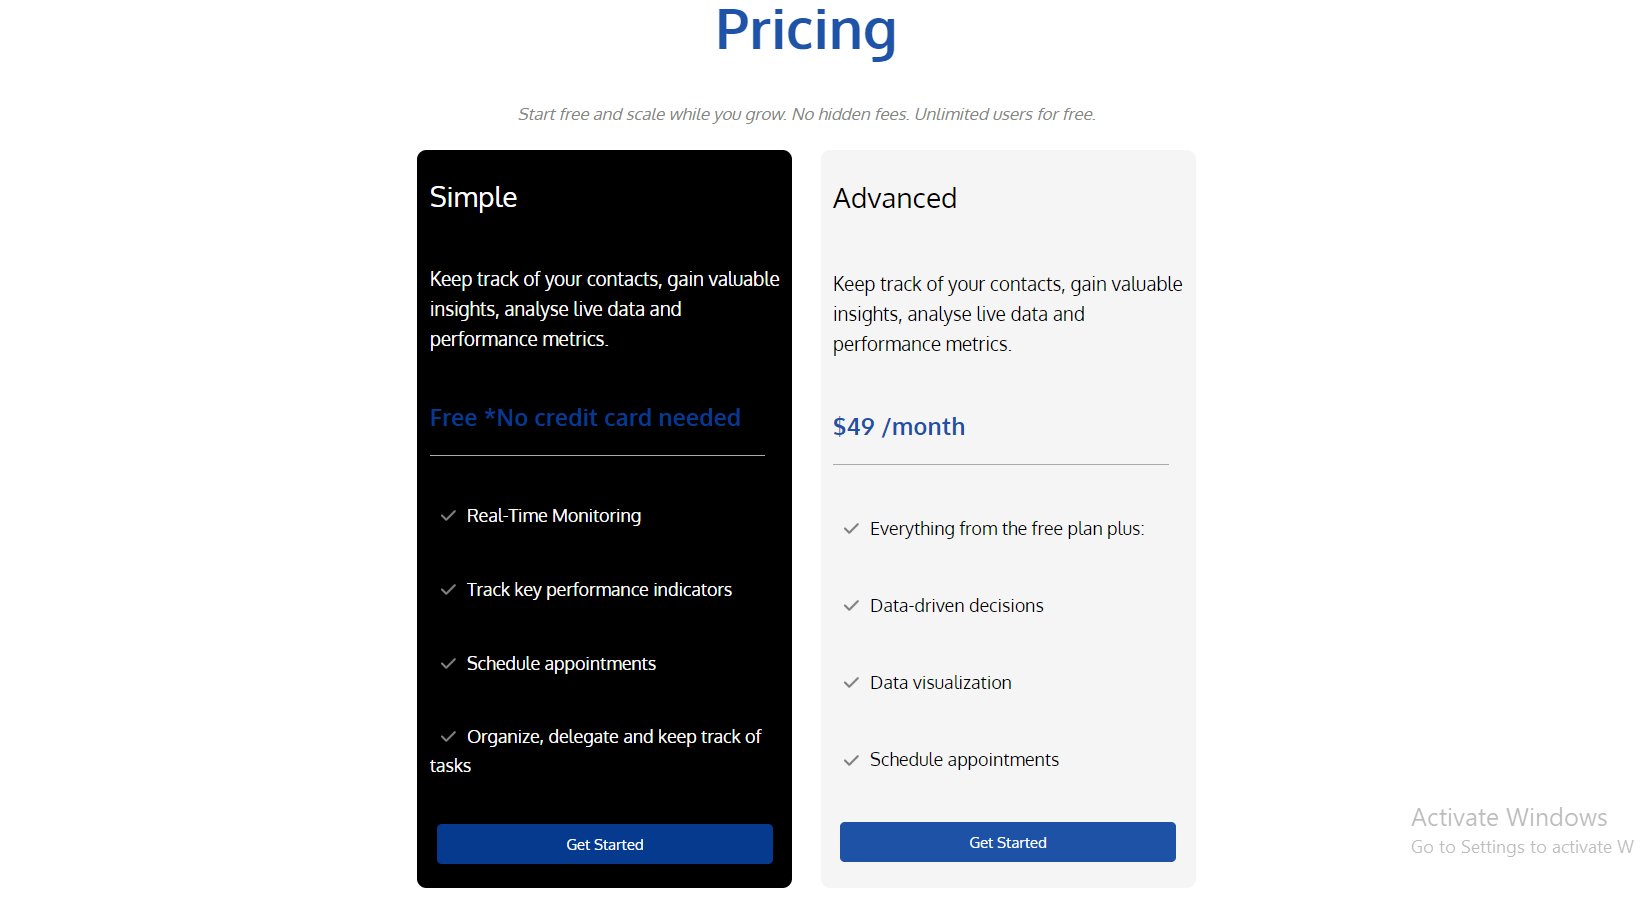 Pricing
Start free and scale while you grow. No hidden fees. Unlimited users for free.
Simple
Keep track of your contacts, gain valuable
insights, analyse live data and
performance metrics.
Free *No credit card needed
Real-Time Monitoring
Track key performance indicators
Schedule appointments
Organize, delegate and keep track of
tasks
Get Started
Advanced
Keep track of your contacts, gain valuable
insights, analyse live data and
performance metrics.
$49 /month
Everything from the free plan plus:
Data-driven decisions
Data visualization
Schedule appointments
Get Started
Activate Windows
Go to Settings to activate W